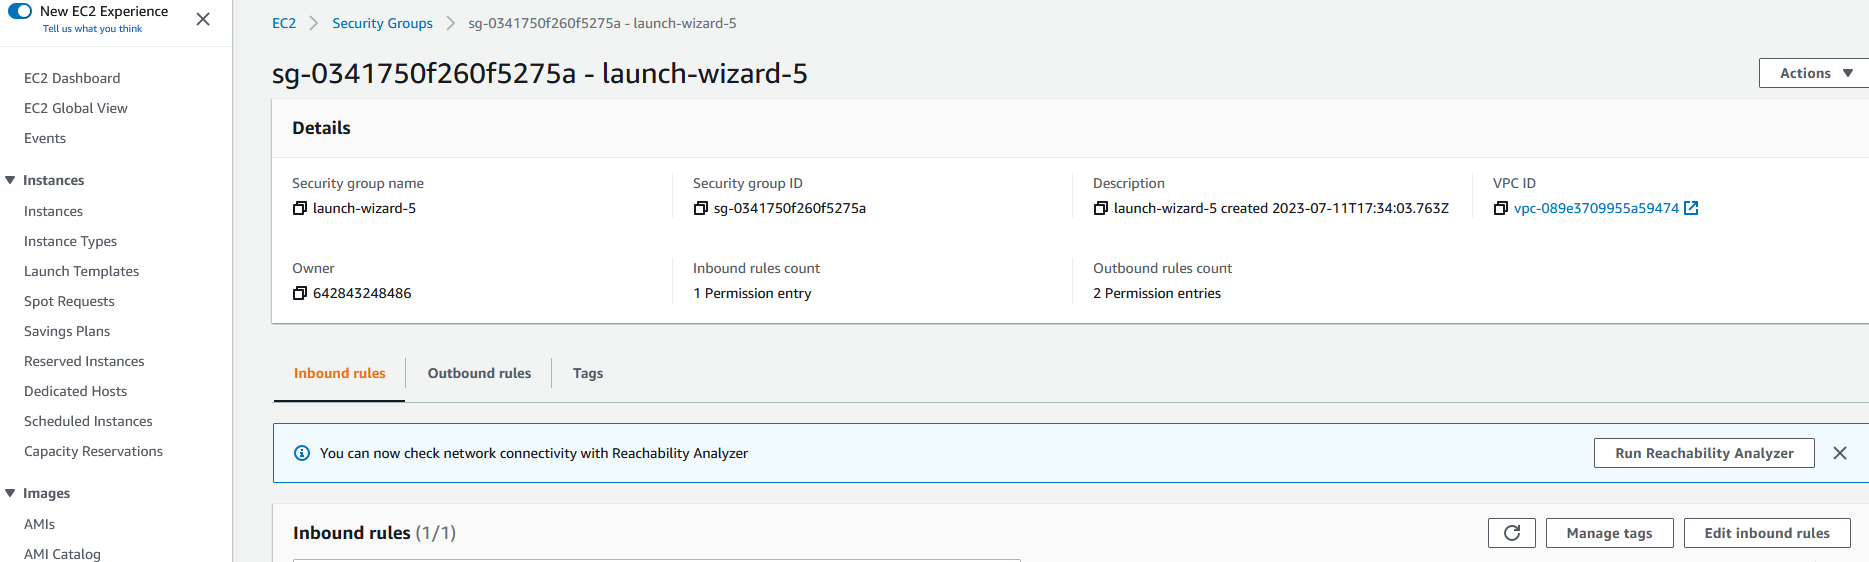 New EC2 Experience
Tell us what you think
EC2 Dashboard
EC2 Global View
Events
Instances
Instances
Instance Types
Launch Templates
Spot Requests
Savings Plans
Reserved Instances
Dedicated Hosts
Scheduled Instances
Capacity Reservations
Images
AMIs
AMI Catalog
EC2 Security Groups sg-0341750f260f5275a - launch-wizard-5
sg-0341750f260f5275a - launch-wizard-5
Actions
Details
Security group name
launch-wizard-5
Security group ID
sg-0341750f260f5275a
Description
launch-wizard-5 created 2023-07-11T17:34:03.763Z
VPC ID
vpc-089e3709955a59474
Owner
642843248486
Inbound rules count
1 Permission entry
Outbound rules count
2 Permission entries
Inbound rules Outbound rules Tags
You can now check network connectivity with Reachability Analyzer
Run Reachability Analyzer
Inbound rules (1/1)
Manage tags
Edit inbound rules